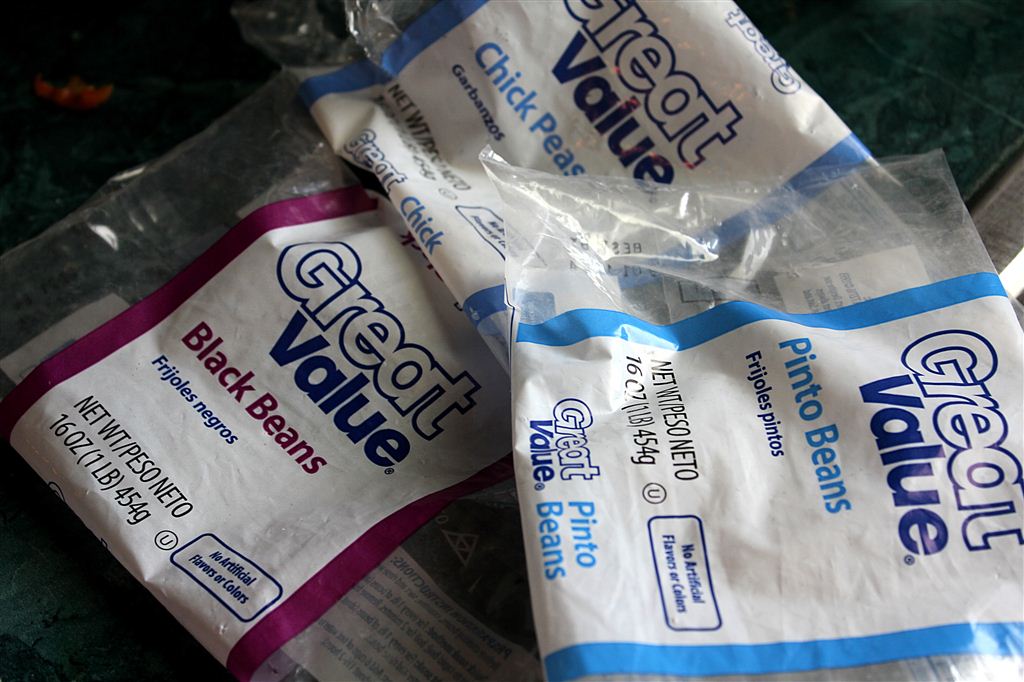 Great
Value
Chick Peas
Garbanzos
NET WT/PESO NETO
454g
Great
Chick
Great
Great
Value®
Black Beans
Frijoles negros
NET WT/PESO NETO
16 OZ (1 LB) 454g
U
No Artificial
Flavors or Colors
Great
Value®
Pinto Beans
Frijoles pintos
NET WT/PESO NETO
16 OZ (1 LB) 454g
U
No Artificial
Flavors or Colors
Great
Value®
Pinto
Beans